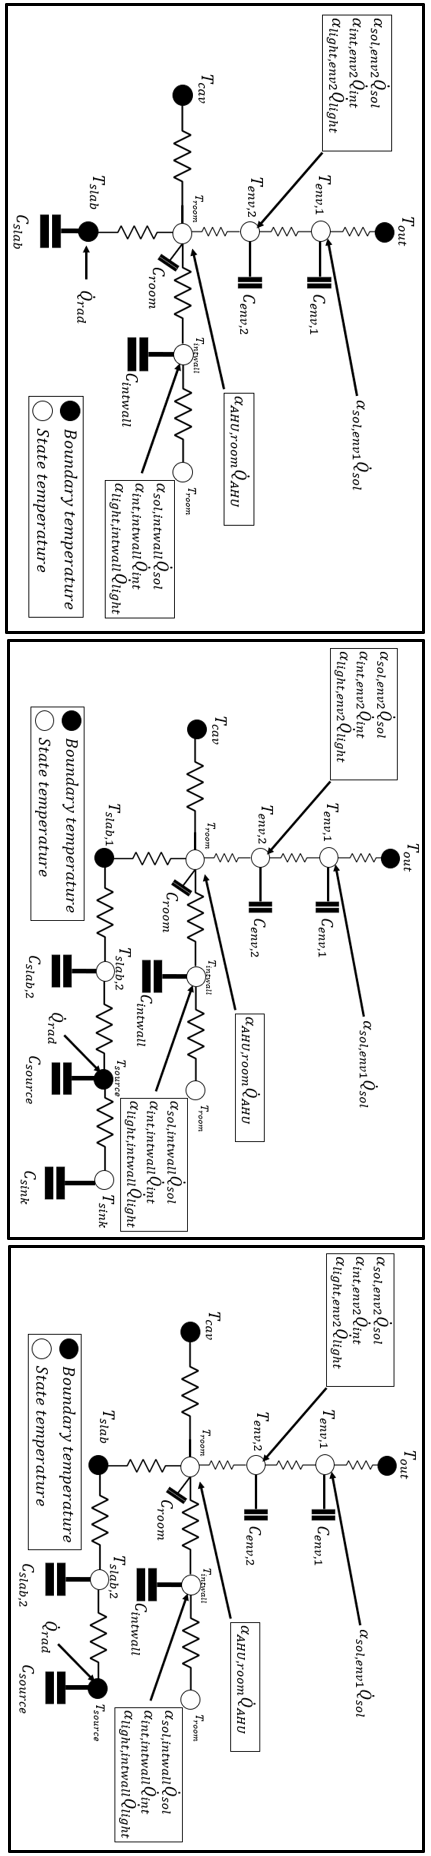 T_out
α_sol,env2 Q̇_sol
α_int,env2 Q̇_int
α_light,env2 Q̇_light
α_sol,env1 Q̇_sol
T_env,1
C_env,1
T_env,2
C_env,2
α_AHU,room Q̇_AHU
T_cav
T_room
T_intwall
T_room
C_room
C_intwall
α_sol,intwall Q̇_sol
α_int,intwall Q̇_int
α_light,intwall Q̇_light
T_slab
Q̇_rad
C_slab
Boundary temperature
State temperature
T_out
α_sol,env2 Q̇_sol
α_int,env2 Q̇_int
α_light,env2 Q̇_light
α_sol,env1 Q̇_sol
T_env,1
C_env,1
T_env,2
C_env,2
α_AHU,room Q̇_AHU
T_cav
T_room
T_intwall
T_room
C_room
C_intwall
α_sol,intwall Q̇_sol
α_int,intwall Q̇_int
α_light,intwall Q̇_light
T_slab,1
T_slab,2
T_source
T_sink
Q̇_rad
C_slab,2
C_source
C_sink
Boundary temperature
State temperature
T_out
α_sol,env2 Q̇_sol
α_int,env2 Q̇_int
α_light,env2 Q̇_light
α_sol,env1 Q̇_sol
T_env,1
C_env,1
T_env,2
C_env,2
α_AHU,room Q̇_AHU
T_cav
T_room
T_intwall
T_room
C_room
C_intwall
α_sol,intwall Q̇_sol
α_int,intwall Q̇_int
α_light,intwall Q̇_light
T_slab
T_slab,2
T_source
Q̇_rad
C_slab,2
C_source
Boundary temperature
State temperature